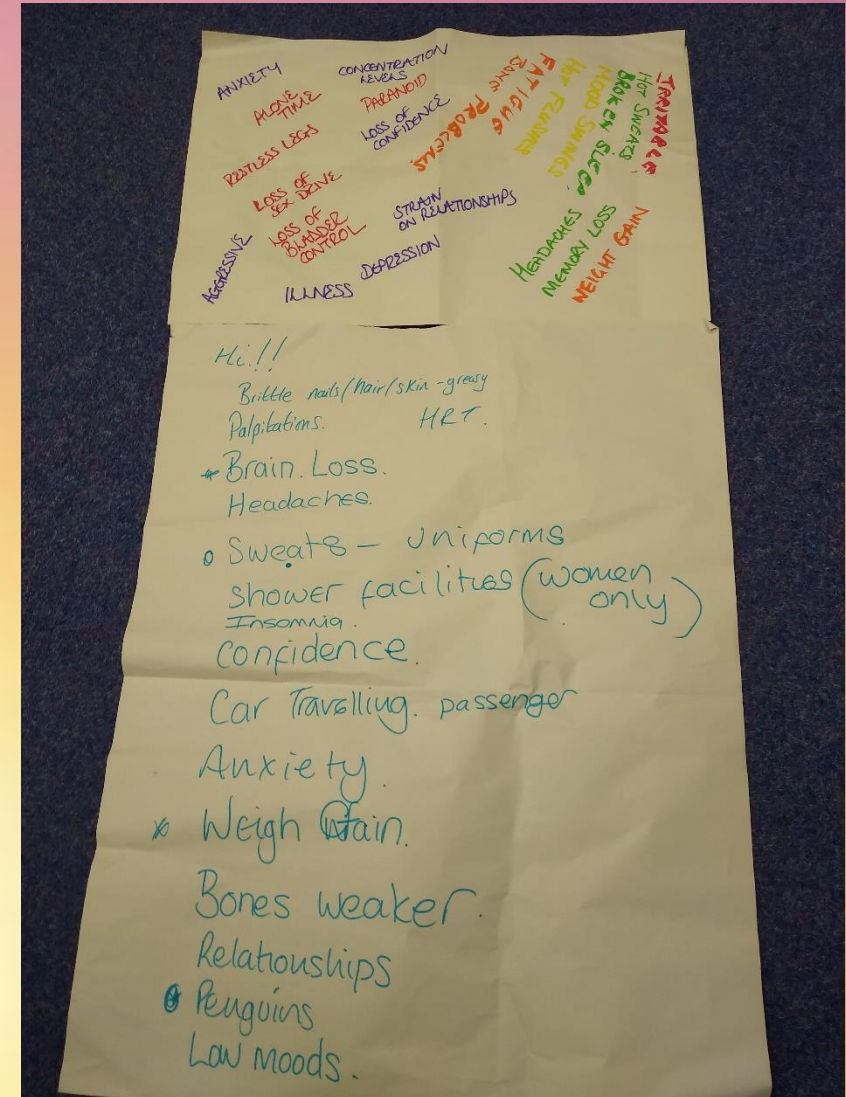 ANXIETY
ALONE
TIME
RESTLESS LEGS
LOSS OF
SEX DRIVE
LOSS OF
BLADDER
CONTROL
AGGRESSIVE
ILLNESS
CONCENTRATION
LEVELS
PARANOID
LOSS OF
CONFIDENCE
STRAIN
ON RELATIONSHIPS
DEPRESSION
IRRITABLE
HOT SWEATS
BROKEN SLEEP
MOOD SWINGS
HOT FLUSHES
FATIGUE
BONE PROBLEMS
HEADACHES
MEMORY LOSS
WEIGHT GAIN
Hi!!
Brittle nails/hair/skin-greasy
Palpitations. HRT.
Brain. Loss.
Headaches.
Sweats - uniforms
shower facilities (women
only)
Insomnia.
Confidence.
Car Travelling. passenger
Anxiety.
Weigh Gain.
Bones weaker.
Relationships
Penguins
Low moods.